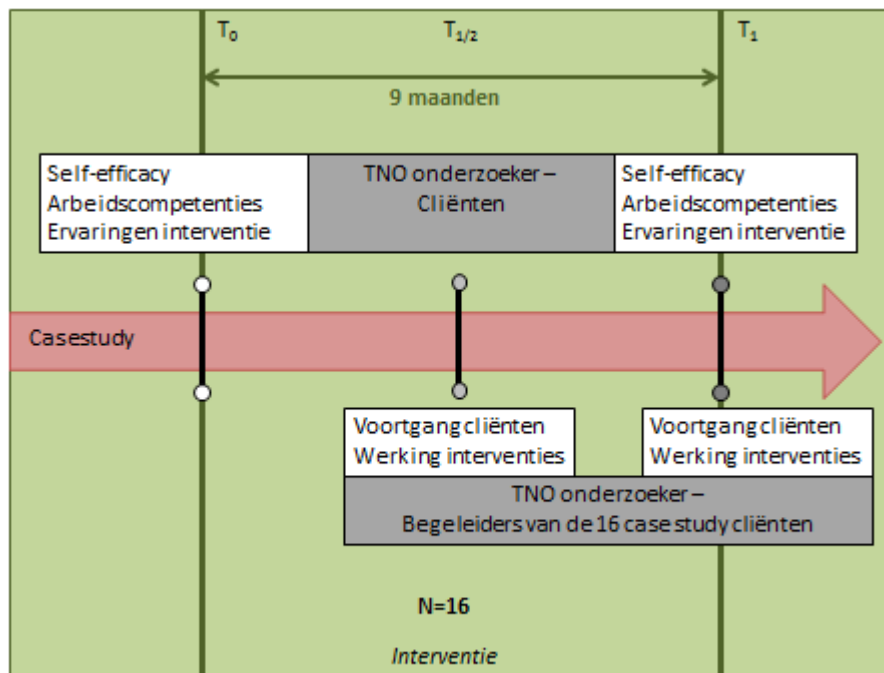 T0
T1/2
T1
9 maanden
Self-efficacy
Arbeidscompetenties
Ervaringen interventie
TNO onderzoeker –
Cliënten
Self-efficacy
Arbeidscompetenties
Ervaringen interventie
Casestudy
Voortgang cliënten
Werking interventies
Voortgang cliënten
Werking interventies
TNO onderzoeker –
Begeleiders van de 16 case study cliënten
N=16
Interventie